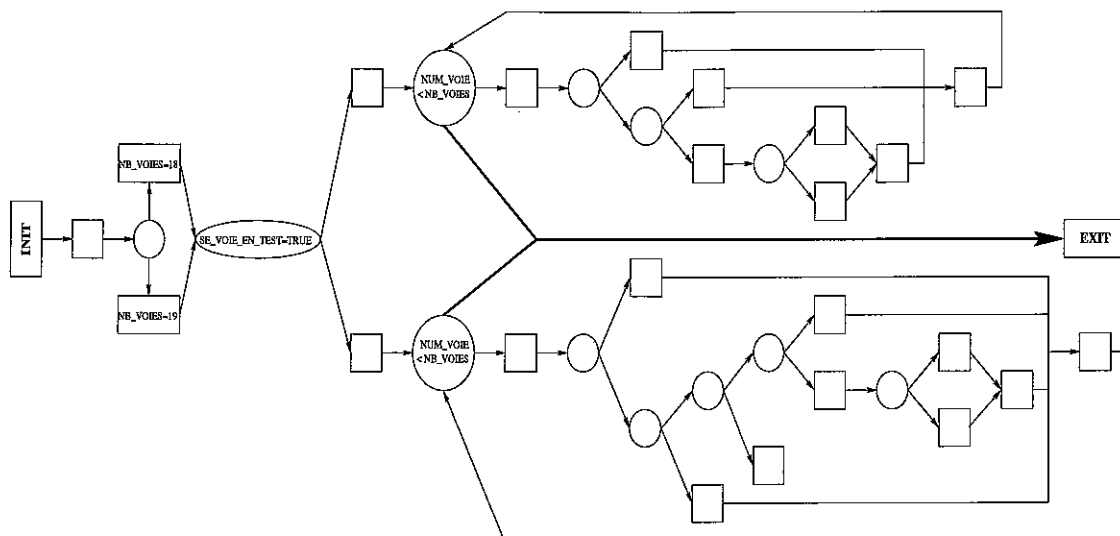 NUM_VOIE
<NB_VOIES
NB_VOIES=18
INIT
SE_VOIE_EN_TEST=TRUE
EXIT
NB_VOIES=19
NUM_VOIE
<NB_VOIES